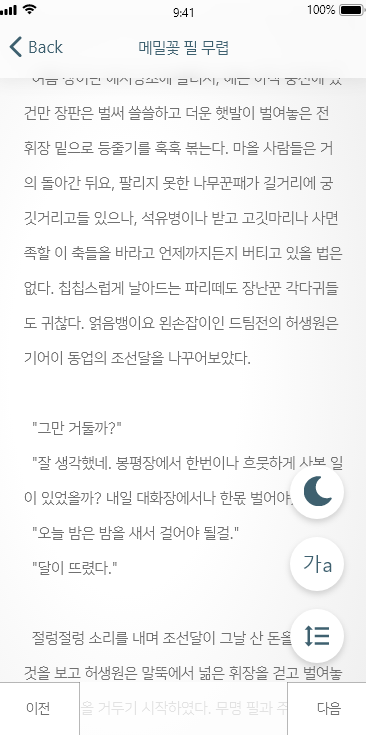 9:41
100%
Back
메밀꽃 필 무렵
건만 장판은 벌써 쓸쓸하고 더운 햇발이 벌여놓은 전
휘장 밑으로 등줄기를 훅훅 볶는다. 마을 사람들은 거
의 돌아간 뒤요, 팔리지 못한 나무꾼패가 길거리에 궁
깃거리고들 있으나, 석유병이나 받고 고깃마리나 사면
족할 이 축들을 바라고 언제까지든지 버티고 있을 법은
없다. 칩칩스럽게 날아드는 파리떼도 장난꾼 각다귀들
도 귀찮다. 얽음뱅이요 왼손잡이인 드팀전의 허생원은
기어이 동업의 조선달을 나꾸어보았다.
"그만 거둘까?"
"잘 생각했네. 봉평장에서 한번이나 흐뭇하게 사본 일
이 있었을까? 내일 대화장에서나 한몫 벌어야
"오늘 밤은 밤을 새서 걸어야 될걸."
"달이 뜨렸다."
절렁절렁 소리를 내며 조선달이 그날 산 돈을
것을 보고 허생원은 말뚝에서 넓은 휘장을 걷고 벌여놓
을 거두기 시작하였다. 무명 필과 주
가a
이전
다음